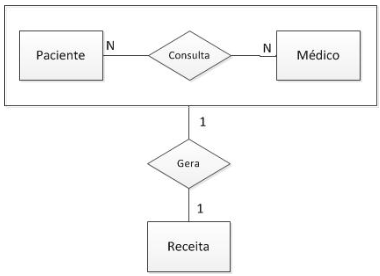 Paciente N Consulta N Médico
1
Gera
1
Receita